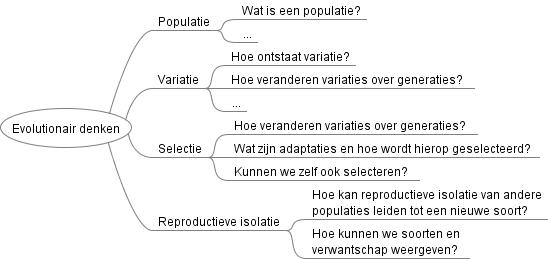 Evolutionair denken
Populatie
Wat is een populatie?
...
Variatie
Hoe ontstaat variatie?
Hoe veranderen variaties over generaties?
...
Selectie
Hoe veranderen variaties over generaties?
Wat zijn adaptaties en hoe wordt hierop geselecteerd?
Kunnen we zelf ook selecteren?
Reproductieve isolatie
Hoe kan reproductieve isolatie van andere
populaties leiden tot een nieuwe soort?
Hoe kunnen we soorten en
verwantschap weergeven?